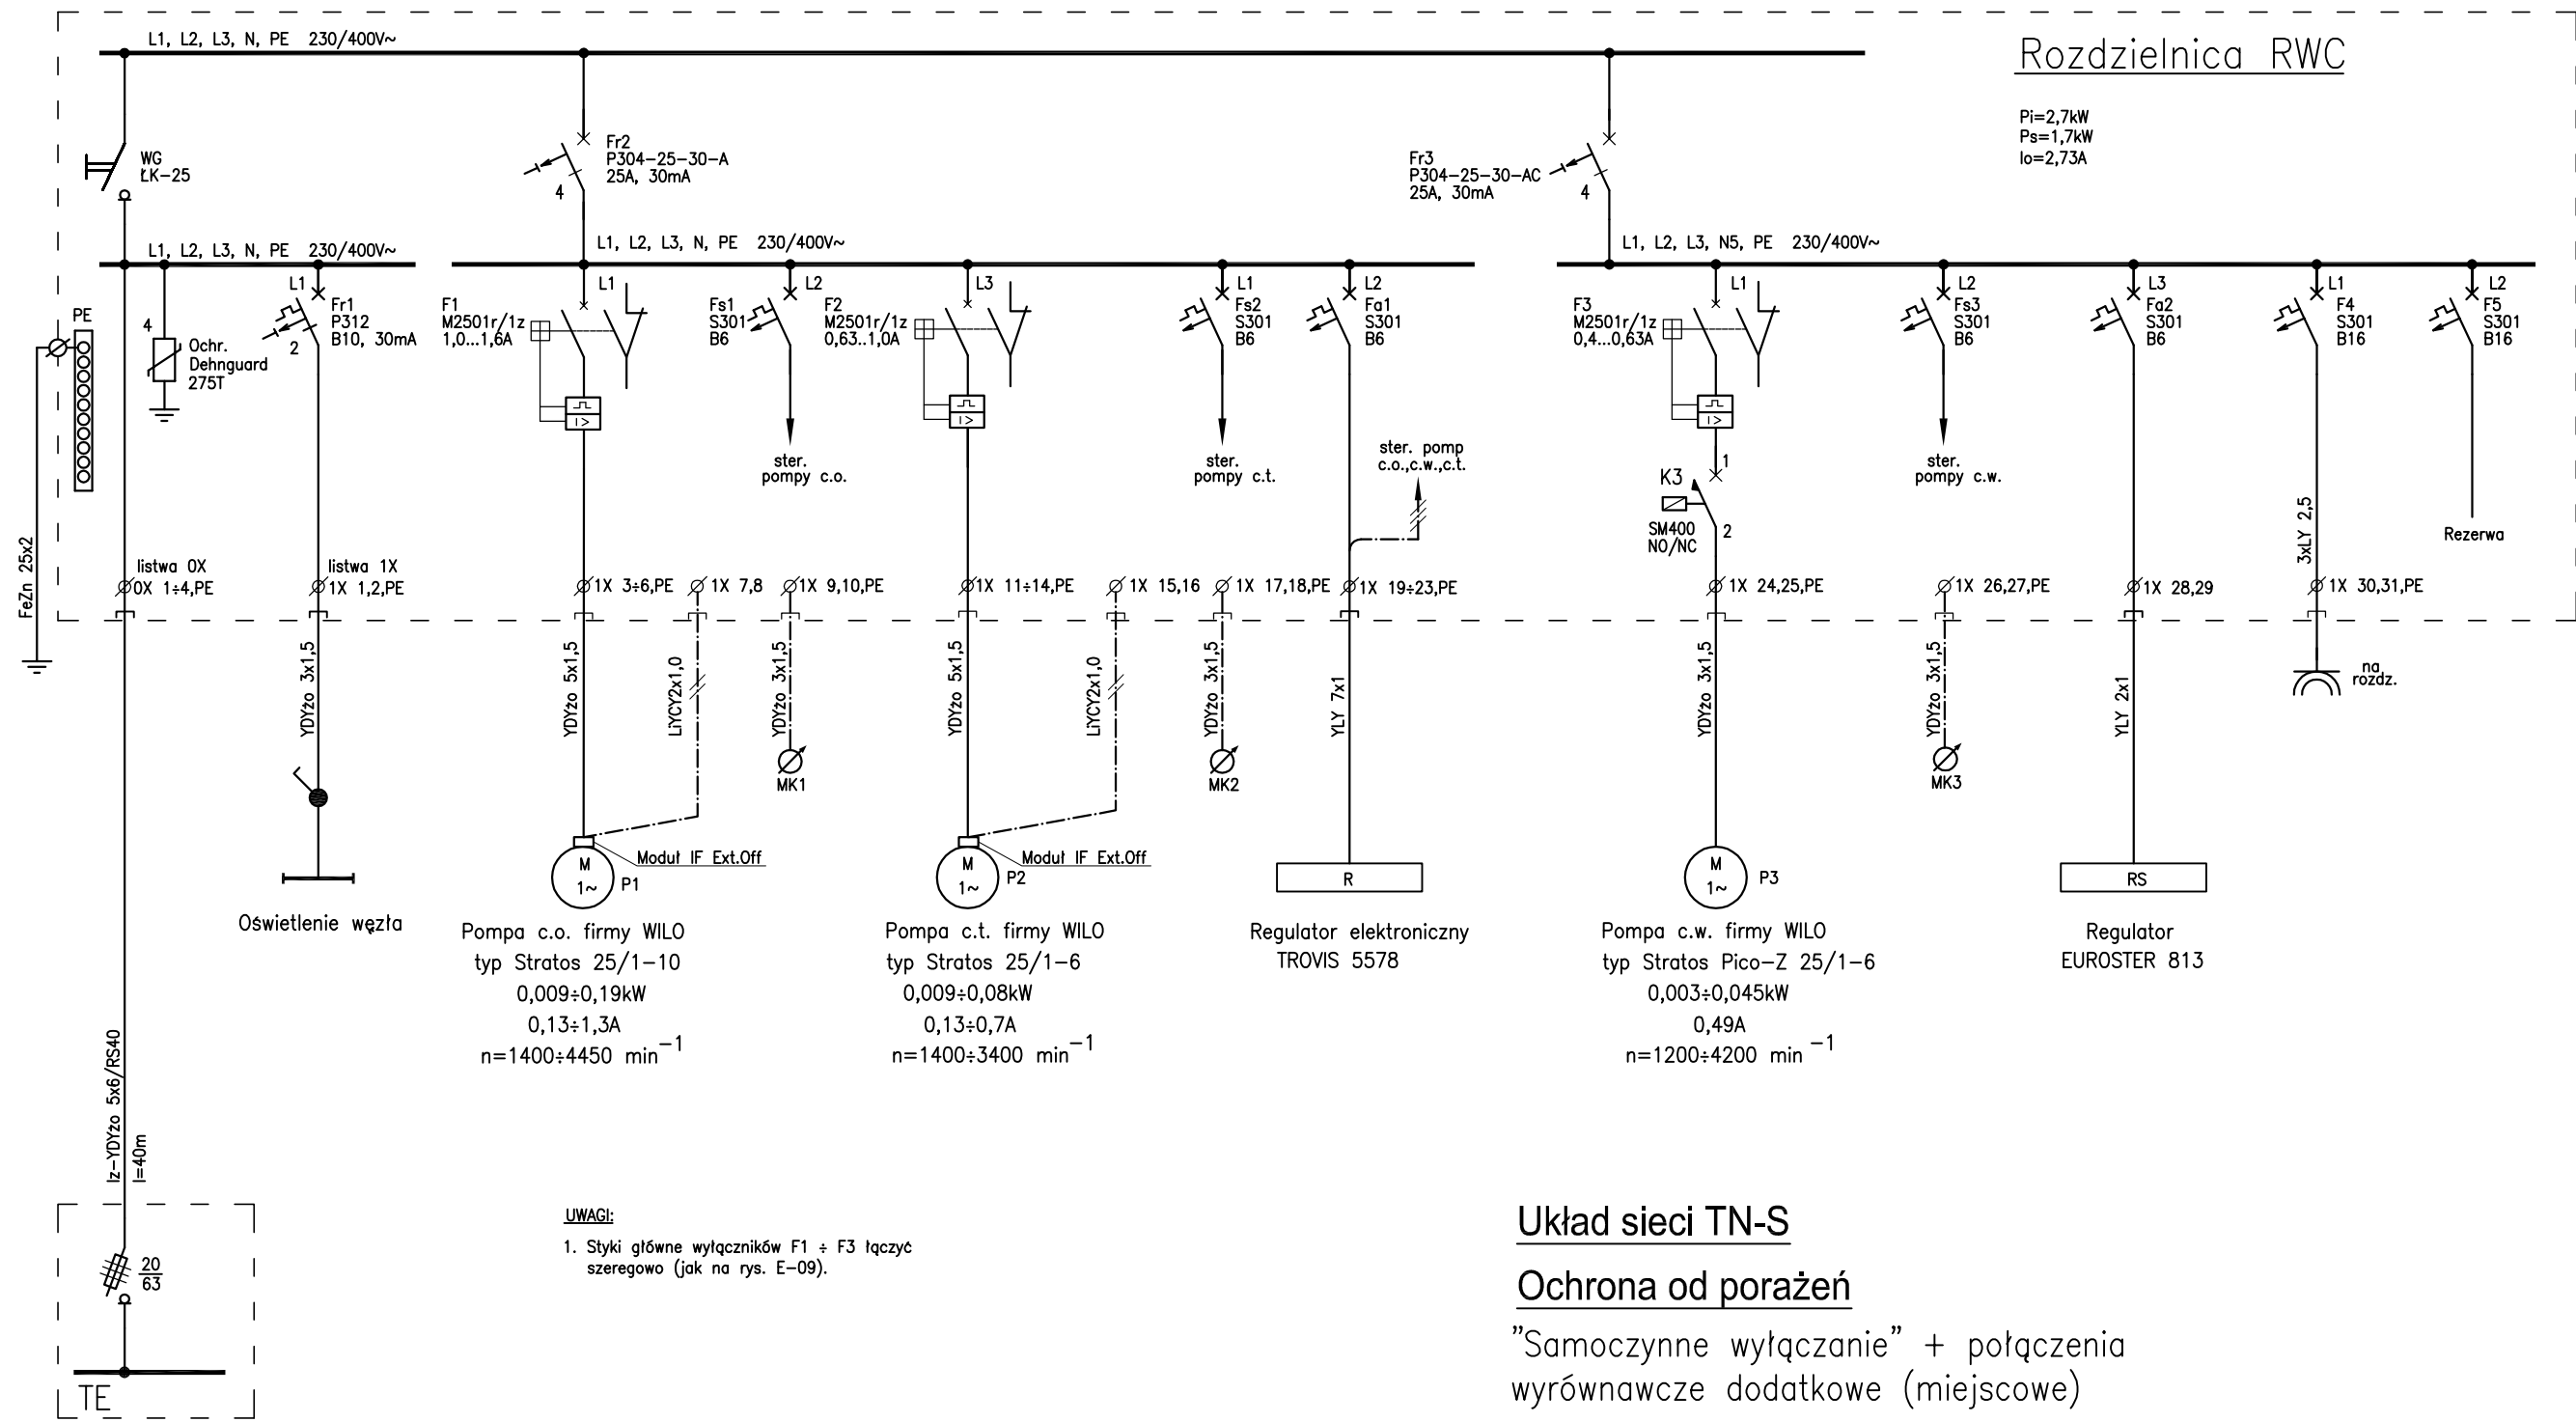 L1, L2, L3, N, PE 230/400V~
Rozdzielnica RWC
Pi=2,7kW
Ps=1,7kW
Io=2,73A
WG
ŁK-25
Fr2
P304-25-30-A
25A, 30mA
4
Fr3
P304-25-30-AC
25A, 30mA
4
L1, L2, L3, N, PE 230/400V~
L1, L2, L3, N, PE 230/400V~
L1, L2, L3, N5, PE 230/400V~
PE
4
Ochr.
Dehnguard
275T
L1
Fr1
P312
B10, 30mA
2
L1
F1
M2501r/1z
1,0...1,6A
L2
Fs1
S301
B6
ster.
pompy c.o.
L3
F2
M2501r/1z
0,63..1,0A
L1
Fs2
S301
B6
ster.
pompy c.t.
L2
Fa1
S301
B6
ster. pomp
c.o.,c.w.,c.t.
L1
F3
M2501r/1z
0,4...0,63A
I>
I>
I>
1
K3
SM400
NO/NC
2
L2
Fs3
S301
B6
ster.
pompy c.w.
L3
Fa2
S301
B6
L1
F4
S301
B16
3xLY 2,5
L2
F5
S301
B16
Rezerwa
FeZn 25x2
listwa 0X
0X 1÷4,PE
listwa 1X
1X 1,2,PE
1X 3÷6,PE
1X 7,8
1X 9,10,PE
1X 11÷14,PE
1X 15,16
1X 17,18,PE
1X 19÷23,PE
1X 24,25,PE
1X 26,27,PE
1X 28,29
1X 30,31,PE
YDYżo 3x1,5
YDYżo 5x1,5
LiYCY2x1,0
YDYżo 3x1,5
YDYżo 5x1,5
LiYCY2x1,0
YDYżo 3x1,5
YLY 7x1
YDYżo 3x1,5
YDYżo 3x1,5
YLY 2x1
na
rozdz.
MK1
MK2
MK3
Moduł IF Ext.Off
Moduł IF Ext.Off
M
1~
P1
M
1~
P2
R
M
1~
P3
RS
Oświetlenie węzła
Pompa c.o. firmy WILO
typ Stratos 25/1-10
0,009÷0,19kW
0,13÷1,3A
n=1400÷4450 min⁻¹
Pompa c.t. firmy WILO
typ Stratos 25/1-6
0,009÷0,08kW
0,13÷0,7A
n=1400÷3400 min⁻¹
Regulator elektroniczny
TROVIS 5578
Pompa c.w. firmy WILO
typ Stratos Pico-Z 25/1-6
0,003÷0,045kW
0,49A
n=1200÷4200 min⁻¹
Regulator
EUROSTER 813
Iz-YDYżo 5x6/RS40
l=40m
20
63
TE
UWAGI:
1. Styki główne wyłączników F1 ÷ F3 łączyć
szeregowo (jak na rys. E-09).
Układ sieci TN-S
Ochrona od porażeń
"Samoczynne wyłączanie" + połączenia
wyrównawcze dodatkowe (miejscowe)